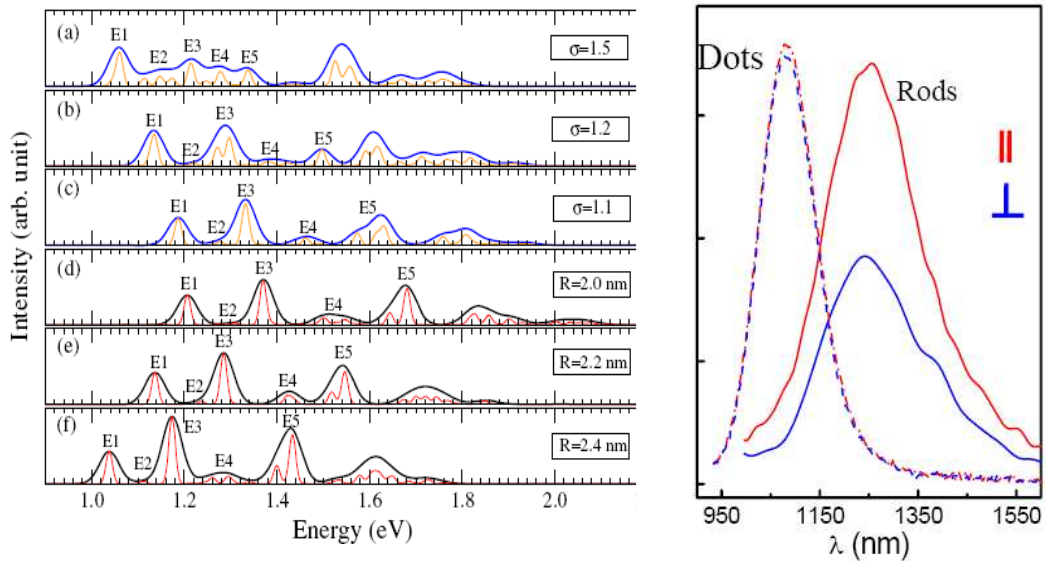 (a)
E1
E2
E3
E4
E5
σ=1.5
(b)
E1
E2
E3
E4
E5
σ=1.2
(c)
E1
E2
E3
E4
E5
σ=1.1
(d)
E1
E2
E3
E4
E5
R=2.0 nm
(e)
E1
E2
E3
E4
E5
R=2.2 nm
(f)
E1
E2
E3
E4
E5
R=2.4 nm
Intensity (arb. unit)
1.0 1.2 1.4 1.6 1.8 2.0
Energy (eV)
Dots
Rods
||
⊥
950 1150 1350 1550
λ (nm)